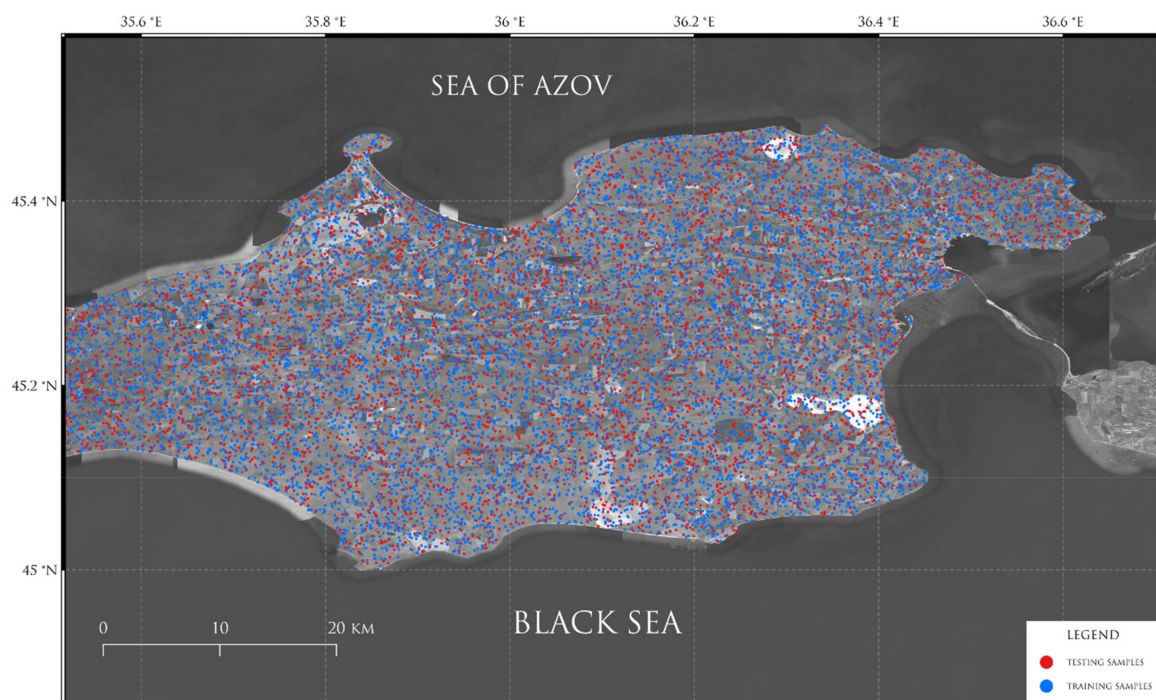 35.6 °E 35.8 °E 36 °E 36.2 °E 36.4 °E 36.6 °E
SEA OF AZOV
45.4 °N
45.2 °N
45 °N
BLACK SEA
0 10 20 KM
LEGEND
TESTING SAMPLES
TRAINING SAMPLES